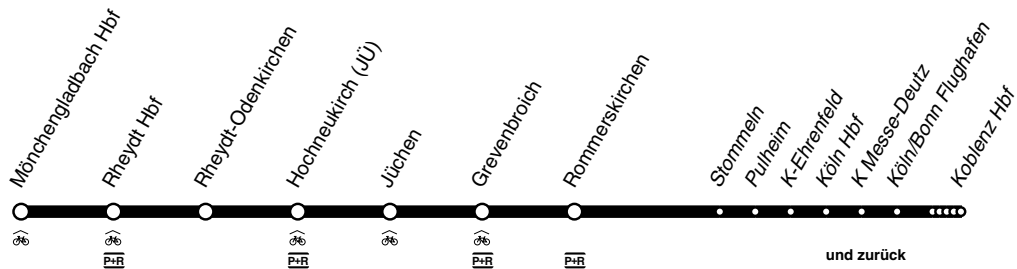 Mönchengladbach Hbf
Rheydt Hbf
Rheydt-Odenkirchen
Hochneukirch (JÜ)
Jüchen
Grevenbroich
Rommerskirchen
Stommeln
Pulheim
K-Ehrenfeld
Köln Hbf
K Messe-Deutz
Köln/Bonn Flughafen
Koblenz Hbf
P+R
P+R
P+R
P+R
und zurück